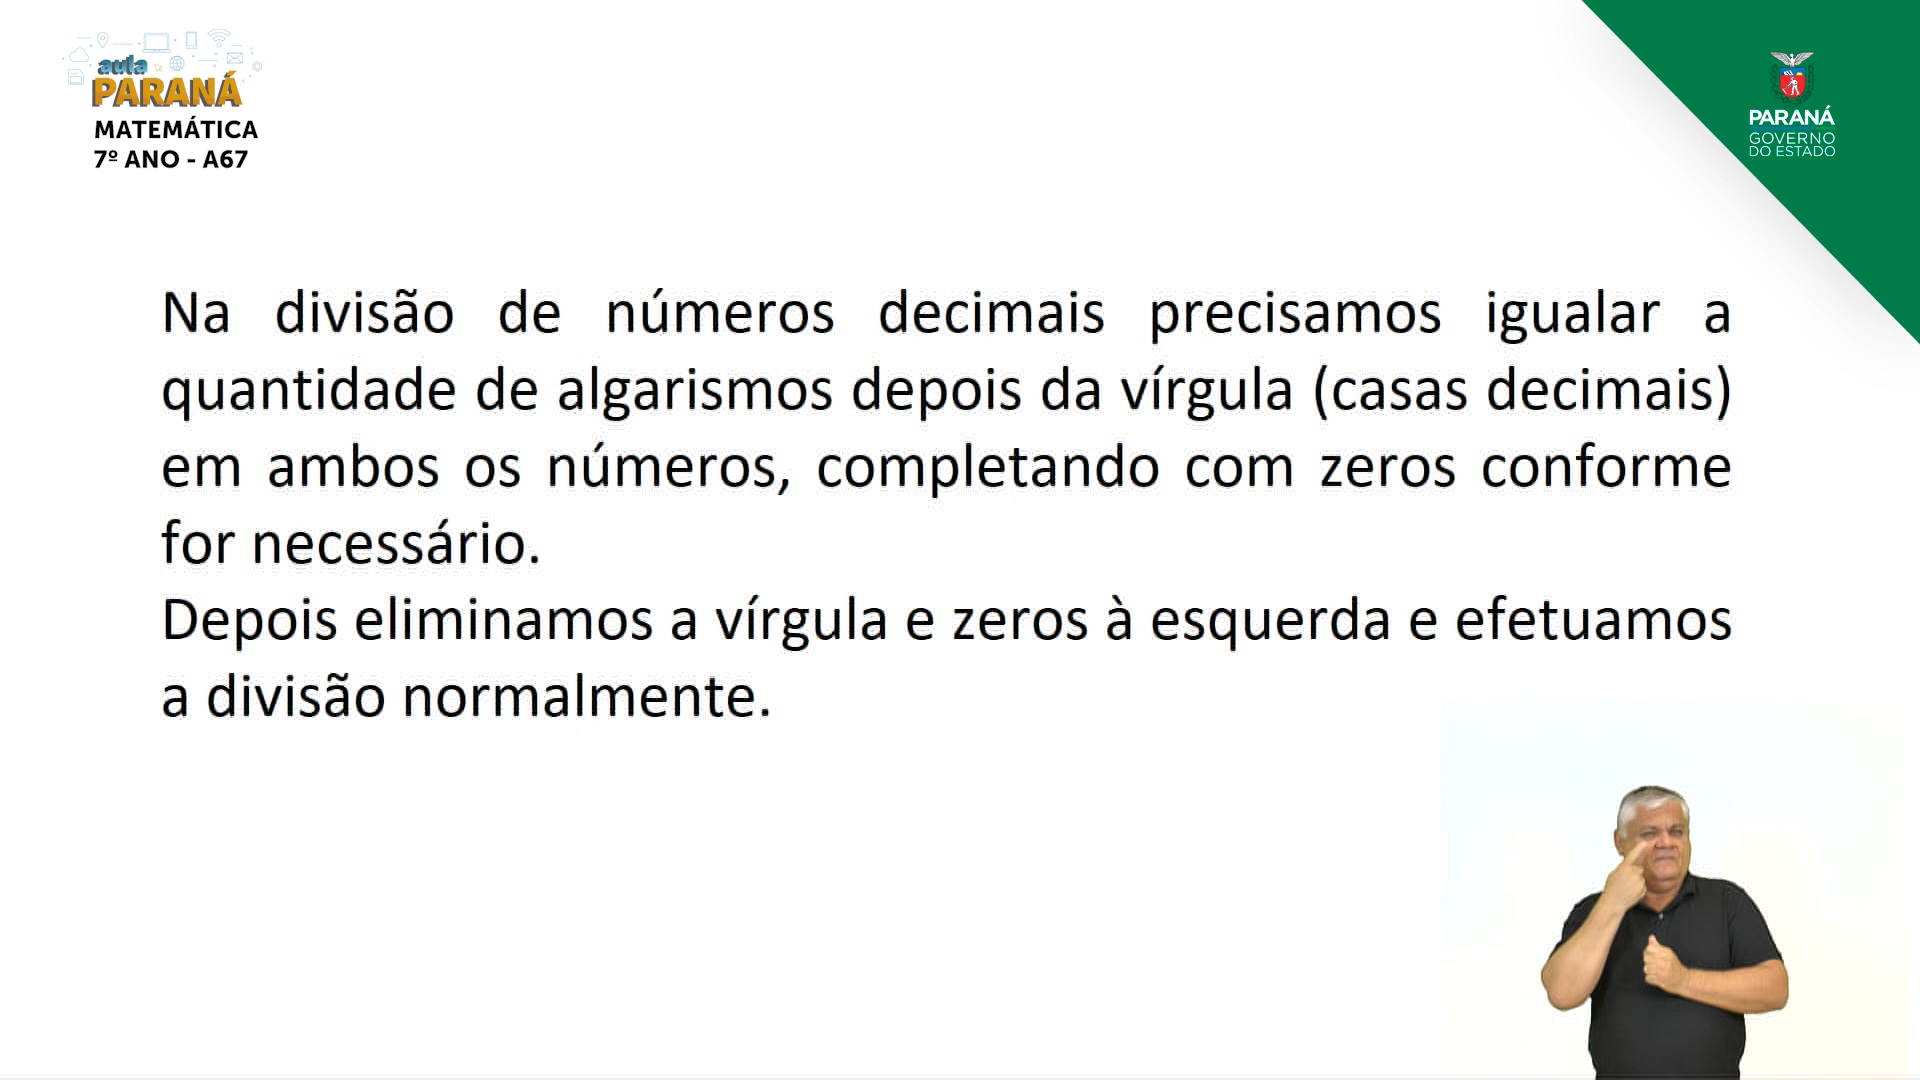 aula
PARANÁ
MATEMÁTICA
7º ANO - A67
PARANÁ
GOVERNO
DO ESTADO
Na divisão de números decimais precisamos igualar a
quantidade de algarismos depois da vírgula (casas decimais)
em ambos os números, completando com zeros conforme
for necessário.
Depois eliminamos a vírgula e zeros à esquerda e efetuamos
a divisão normalmente.